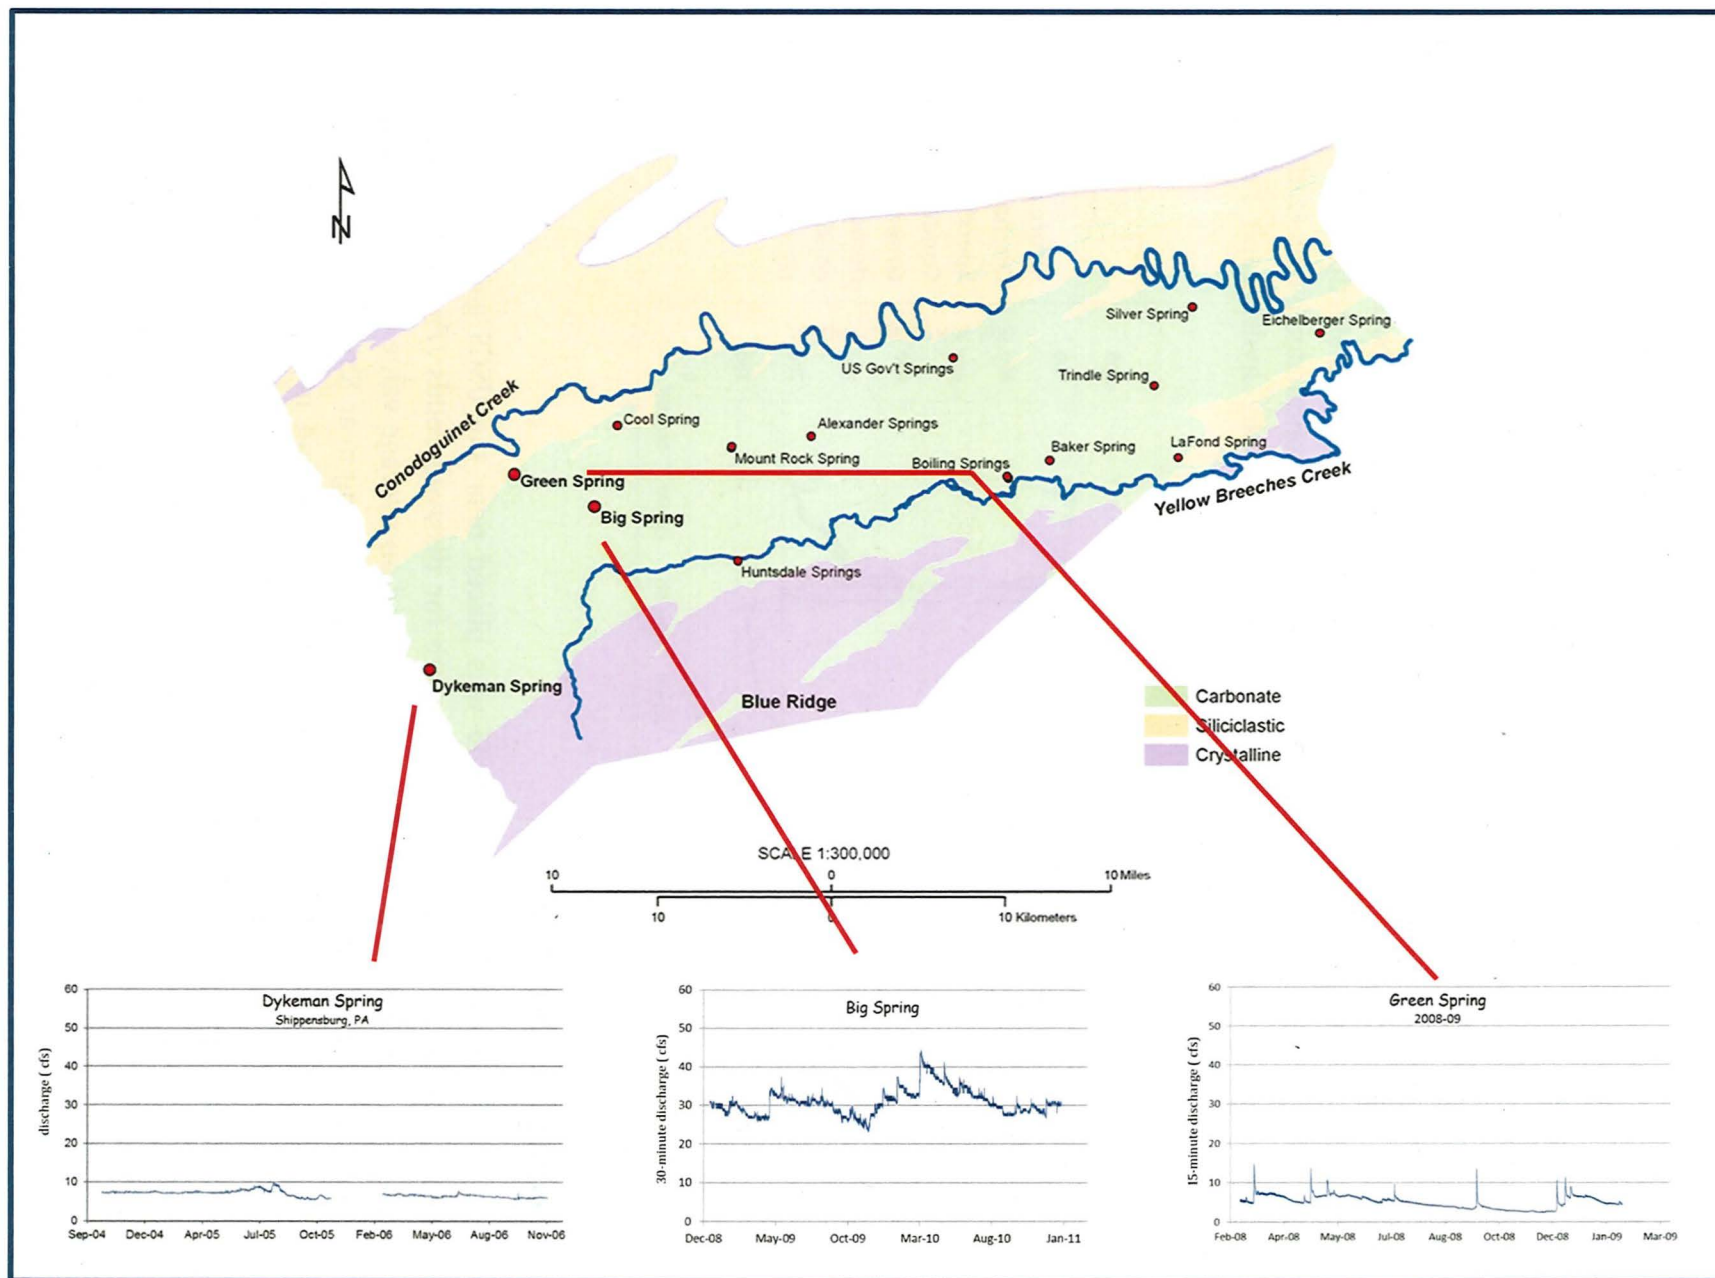 N
Silver Spring
Eichelberger Spring
US Gov't Springs
Trindle Spring
Conodoguinet Creek
Cool Spring
Alexander Springs
Mount Rock Spring
Boiling Springs
Baker Spring
LaFond Spring
Green Spring
Yellow Breeches Creek
Big Spring
Huntsdale Springs
Dykeman Spring
Blue Ridge
Carbonate
Siliciclastic
Crystalline
SCALE 1:300,000
10 0 10 Miles
10 0 10 Kilometers
Dykeman Spring
Shippensburg, PA
discharge ( cfs)
60
50
40
30
20
10
0
Sep-04 Dec-04 Apr-05 Jul-05 Oct-05 Feb-06 May-06 Aug-06 Nov-06
Big Spring
30-minute discharge ( cfs)
60
50
40
30
20
10
0
Dec-08 May-09 Oct-09 Mar-10 Aug-10 Jan-11
Green Spring
2008-09
15-minute discharge ( cfs)
60
50
40
30
20
10
0
Feb-08 Apr-08 May-08 Jul-08 Aug-08 Oct-08 Dec-08 Jan-09 Mar-09